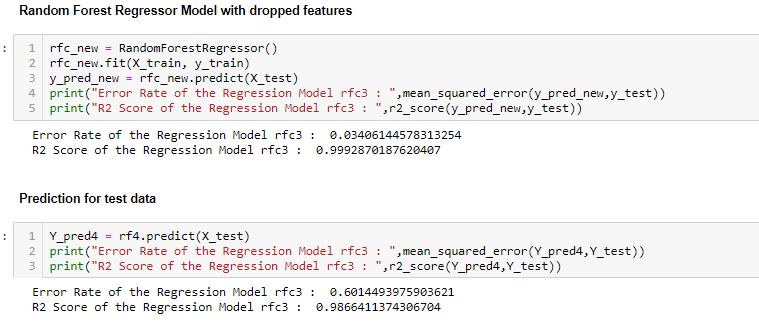 Random Forest Regressor Model with dropped features
: 1 rfc_new = RandomForestRegressor()
2 rfc_new.fit(X_train, y_train)
3 y_pred_new = rfc_new.predict(X_test)
4 print("Error Rate of the Regression Model rfc3 : ",mean_squared_error(y_pred_new,y_test))
5 print("R2 Score of the Regression Model rfc3 : ",r2_score(y_pred_new,y_test))
Error Rate of the Regression Model rfc3 :  0.03406144578313254
R2 Score of the Regression Model rfc3 :  0.9992870187620407
Prediction for test data
: 1 Y_pred4 = rf4.predict(X_test)
2 print("Error Rate of the Regression Model rfc3 : ",mean_squared_error(Y_pred4,Y_test))
3 print("R2 Score of the Regression Model rfc3 : ",r2_score(Y_pred4,Y_test))
Error Rate of the Regression Model rfc3 :  0.6014493975903621
R2 Score of the Regression Model rfc3 :  0.9866411374306704